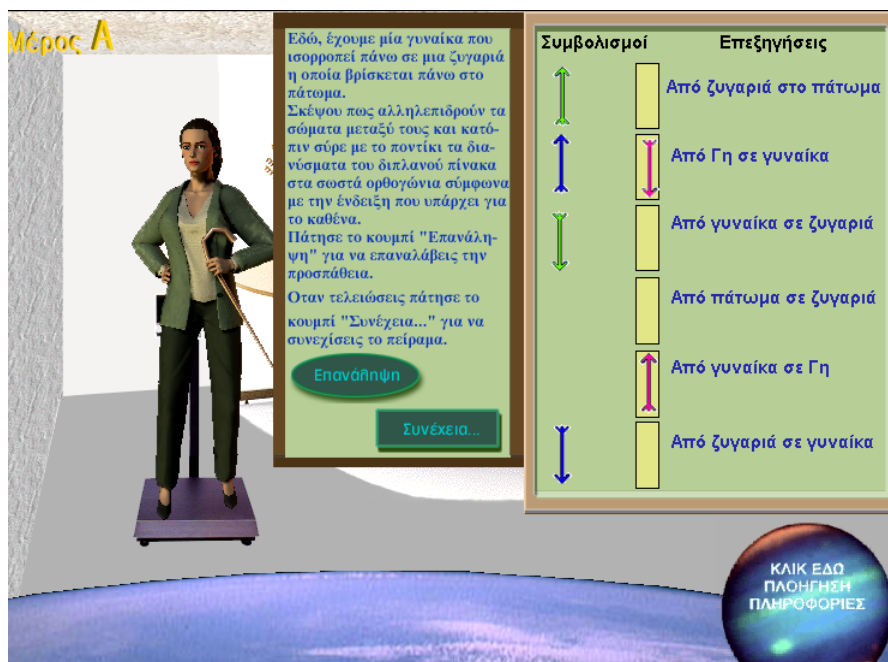 Μέρος Α
Εδώ, έχουμε μία γυναίκα που
ισορροπεί πάνω σε μια ζυγαριά
η οποία βρίσκεται πάνω στο
πάτωμα.
Σκέψου πως αλληλεπιδρούν τα
σώματα μεταξύ τους και κατό-
πιν σύρε με το ποντίκι τα δια-
νύσματα του διπλανού πίνακα
στα σωστά ορθογώνια σύμφωνα
με την ένδειξη που υπάρχει για
το καθένα.
Πάτησε το κουμπί "Επανάλη-
ψη" για να επαναλάβεις την
προσπάθεια.
Οταν τελειώσεις πάτησε το
κουμπί "Συνέχεια..." για να
συνεχίσεις το πείραμα.
Επανάληψη
Συνέχεια...
Συμβολισμοί Επεξηγήσεις
Από ζυγαριά στο πάτωμα
Από Γη σε γυναίκα
Από γυναίκα σε ζυγαριά
Από πάτωμα σε ζυγαριά
Από γυναίκα σε Γη
Από ζυγαριά σε γυναίκα
ΚΛΙΚ ΕΔΩ
ΠΛΟΗΓΗΣΗ
ΠΛΗΡΟΦΟΡΙΕΣ